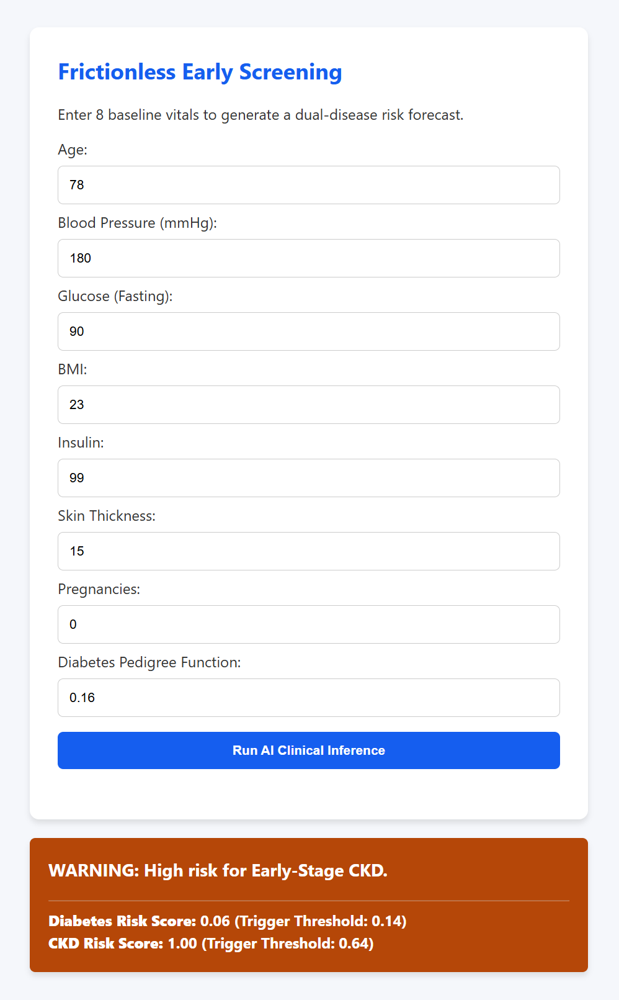 Frictionless Early Screening
Enter 8 baseline vitals to generate a dual-disease risk forecast.
Age:
78
Blood Pressure (mmHg):
180
Glucose (Fasting):
90
BMI:
23
Insulin:
99
Skin Thickness:
15
Pregnancies:
0
Diabetes Pedigree Function:
0.16
Run AI Clinical Inference
WARNING: High risk for Early-Stage CKD.
Diabetes Risk Score: 0.06 (Trigger Threshold: 0.14)
CKD Risk Score: 1.00 (Trigger Threshold: 0.64)